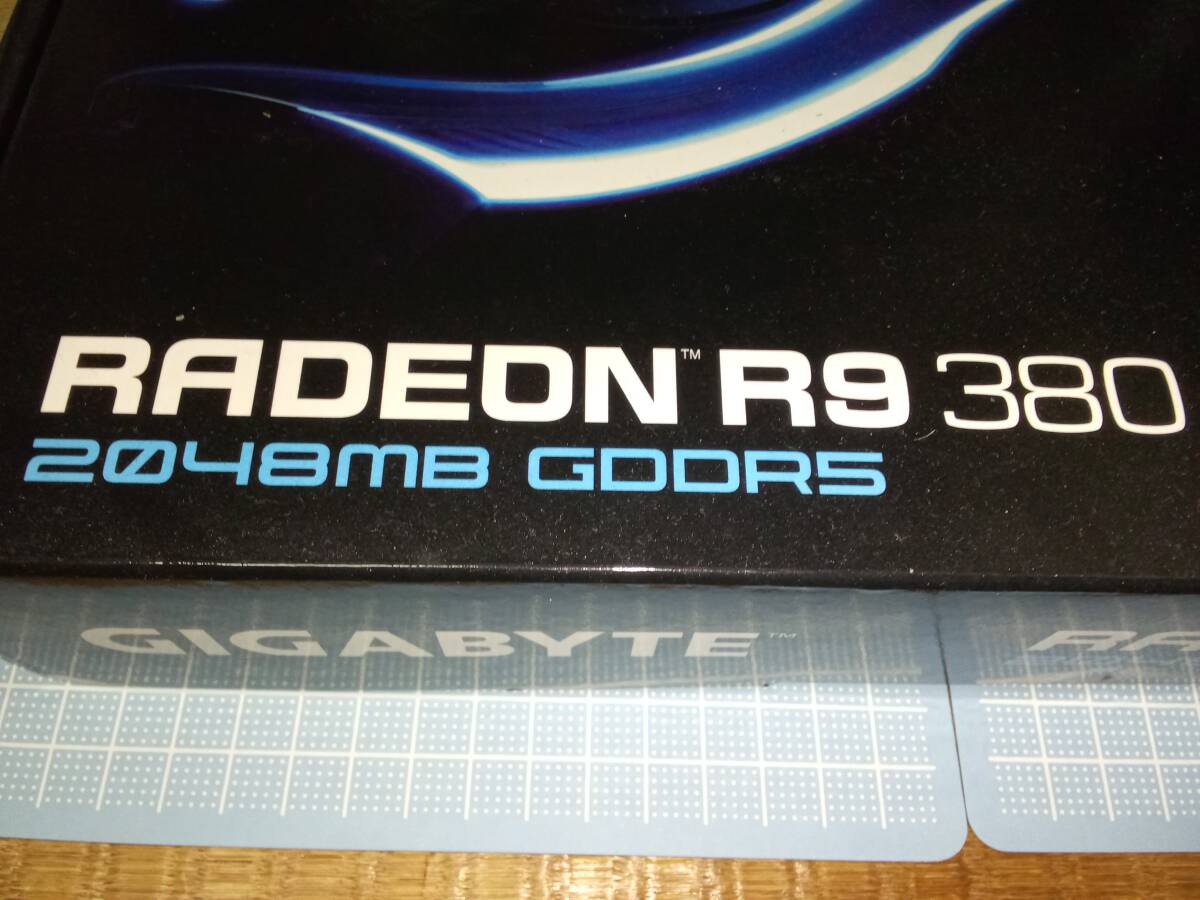 RADEON™ R9 380
2048MB GDDR5
GIGABYTE™